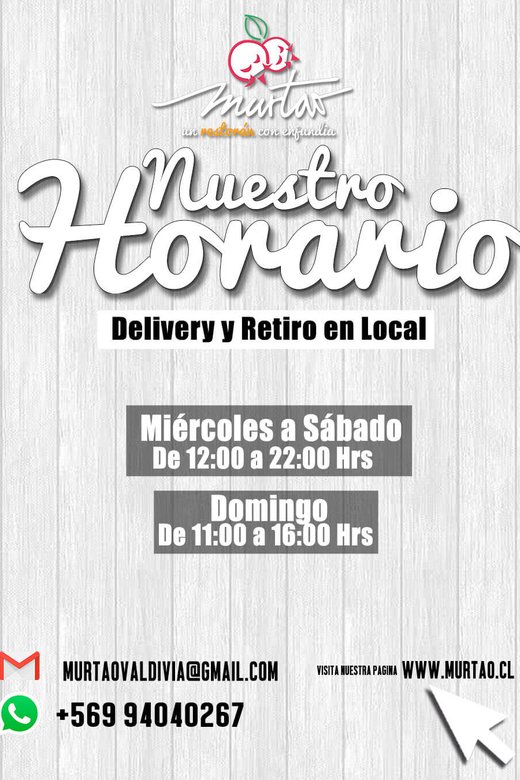 murtao
un restorán con enjundia
Nuestro
Horario
Delivery y Retiro en Local
Miércoles a Sábado
De 12:00 a 22:00 Hrs
Domingo
De 11:00 a 16:00 Hrs
MURTAOVALDIVIA@GMAIL.COM
VISITA NUESTRA PAGINA WWW.MURTAO.CL
+569 94040267